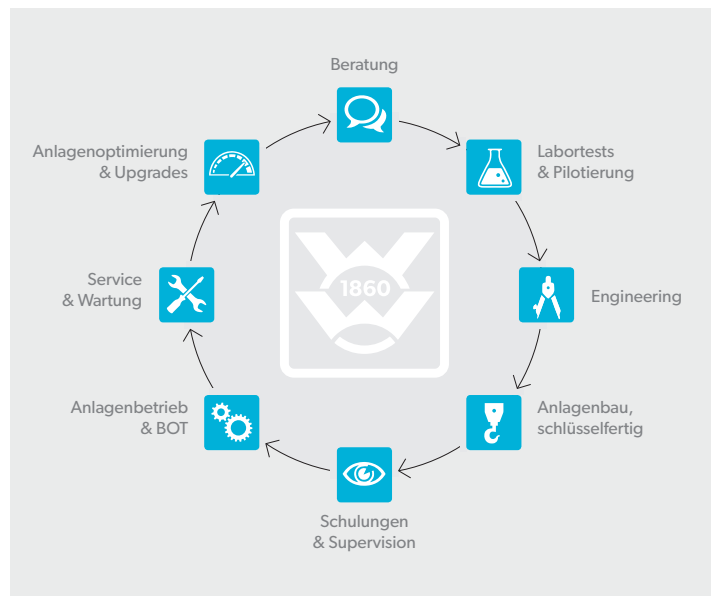 Beratung
Labortests
& Pilotierung
Engineering
Anlagenbau,
schlüsselfertig
Schulungen
& Supervision
Anlagenbetrieb
& BOT
Service
& Wartung
Anlagenoptimierung
& Upgrades
1860